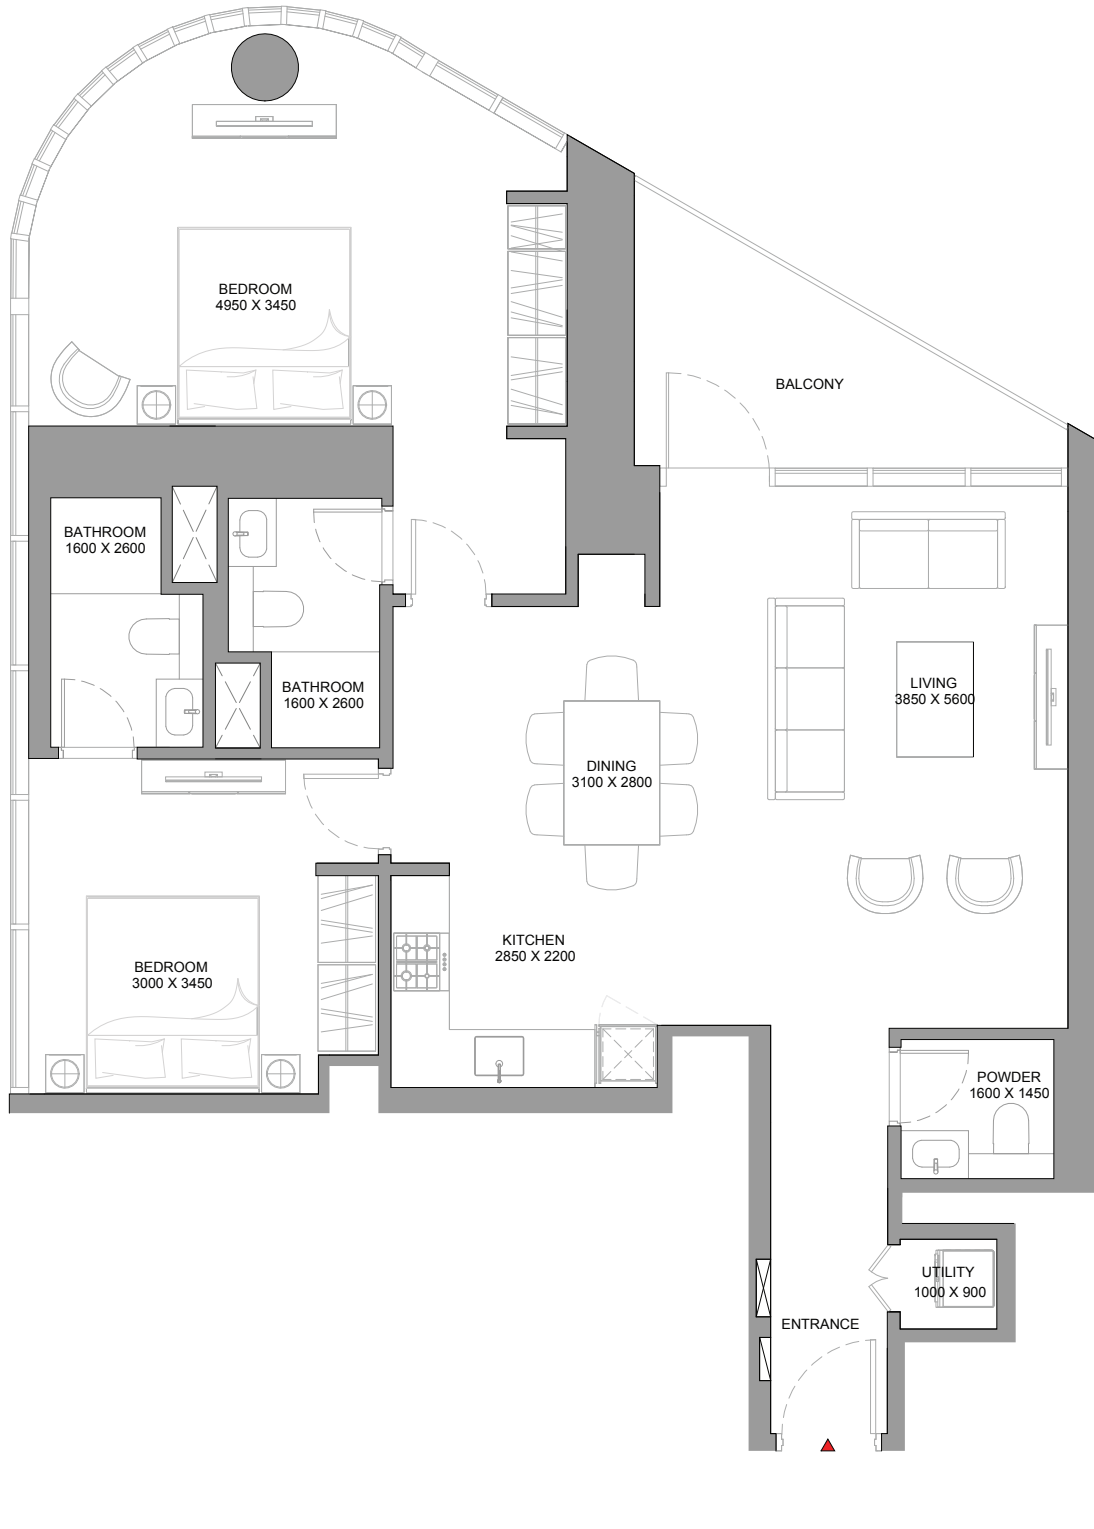 BEDROOM
4950 X 3450
BALCONY
BATHROOM
1600 X 2600
BATHROOM
1600 X 2600
LIVING
3850 X 5600
DINING
3100 X 2800
KITCHEN
2850 X 2200
BEDROOM
3000 X 3450
POWDER
1600 X 1450
UTILITY
1000 X 900
ENTRANCE